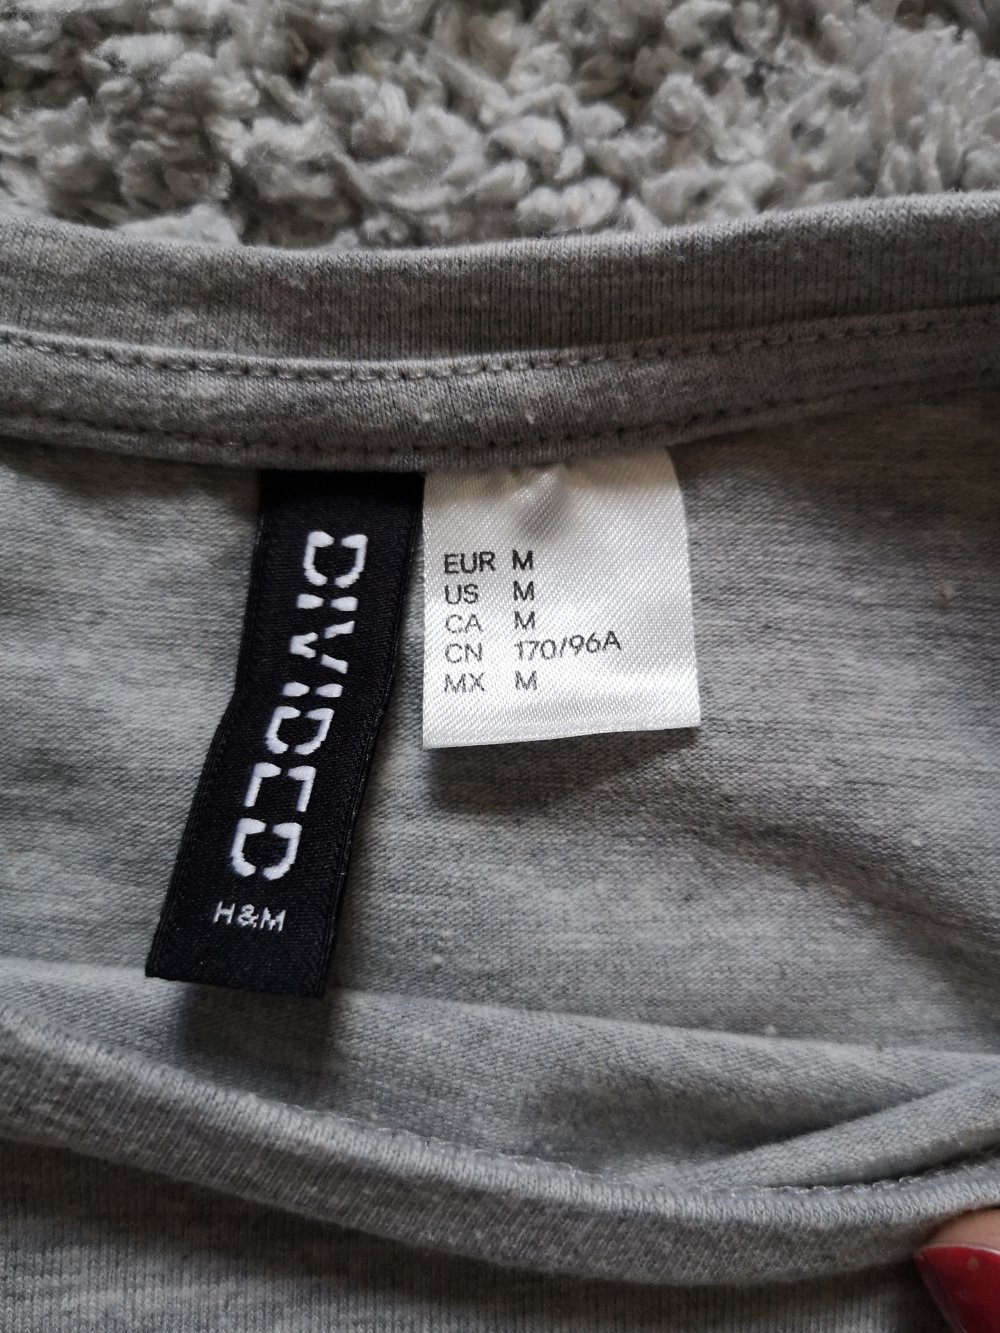 DIVIDED
H&M
EUR M
US M
CA M
CN 170/96A
MX M